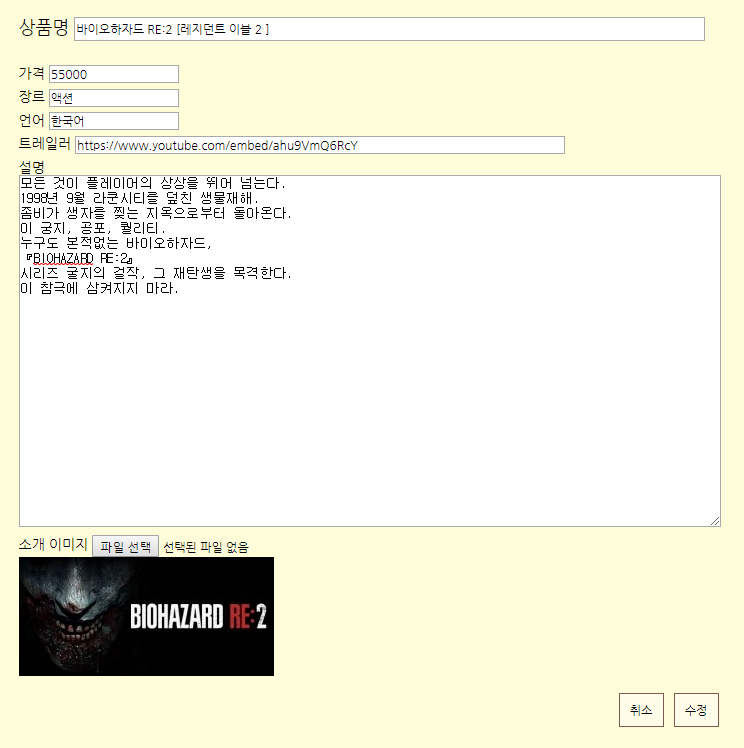 상품명 바이오하자드 RE:2 [레지던트 이블 2 ]
가격 55000
장르 액션
언어 한국어
트레일러 https://www.youtube.com/embed/ahu9VmQ6RcY
설명
모든 것이 플레이어의 상상을 뛰어 넘는다.
1998년 9월 라쿤시티를 덮친 생물재해.
좀비가 생자를 찢는 지옥으로부터 돌아온다.
이 긍지, 공포, 퀄리티.
누구도 본적없는 바이오하자드,
『BIOHAZARD RE:2』
시리즈 굴지의 걸작, 그 재탄생을 목격한다.
이 참극에 삼켜지지 마라.
소개 이미지 파일 선택 선택된 파일 없음
BIOHAZARD RE:2
취소 수정